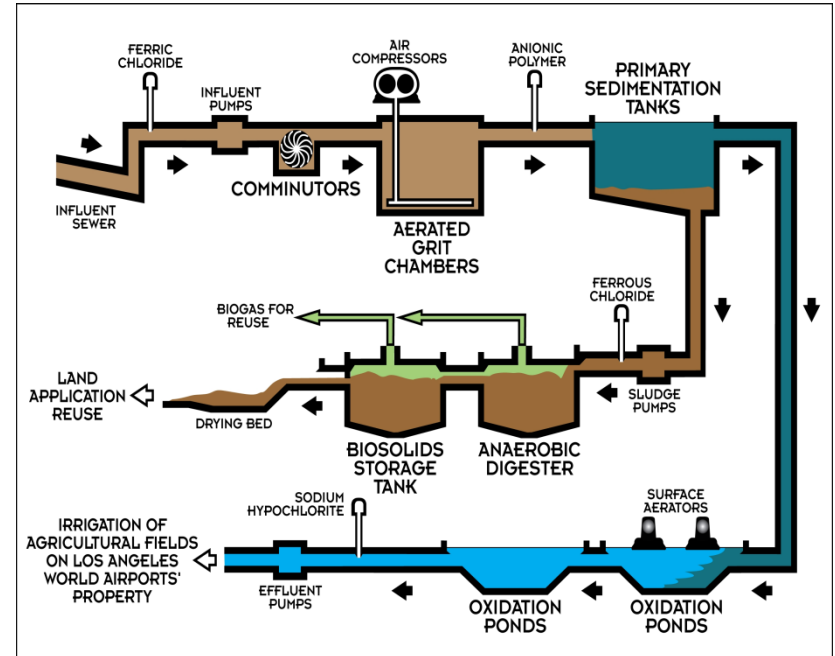 FERRIC
CHLORIDE
INFLUENT
PUMPS
AIR
COMPRESSORS
ANIONIC
POLYMER
PRIMARY
SEDIMENTATION
TANKS
COMMINUTORS
INFLUENT
SEWER
AERATED
GRIT
CHAMBERS
BIOGAS FOR
REUSE
FERROUS
CHLORIDE
LAND
APPLICATION
REUSE
DRYING BED
SLUDGE
PUMPS
BIOSOLIDS
STORAGE
TANK
ANAEROBIC
DIGESTER
SODIUM
HYPOCHLORITE
SURFACE
AERATORS
IRRIGATION OF
AGRICULTURAL FIELDS
ON LOS ANGELES
WORLD AIRPORTS'
PROPERTY
EFFLUENT
PUMPS
OXIDATION
PONDS
OXIDATION
PONDS